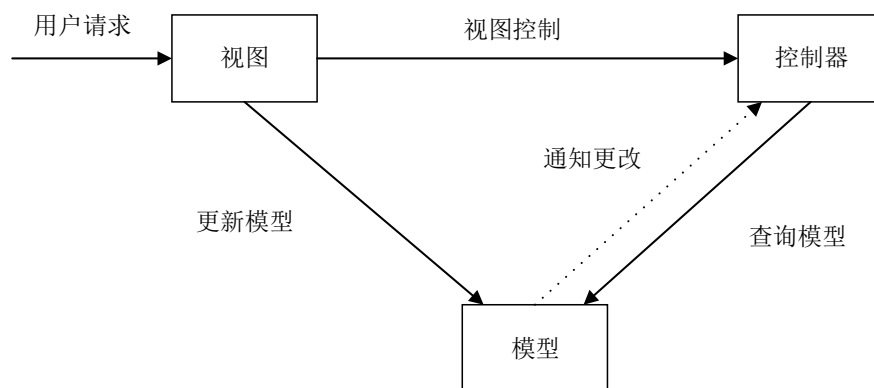 用户请求
视图
视图控制
控制器
通知更改
更新模型
查询模型
模型